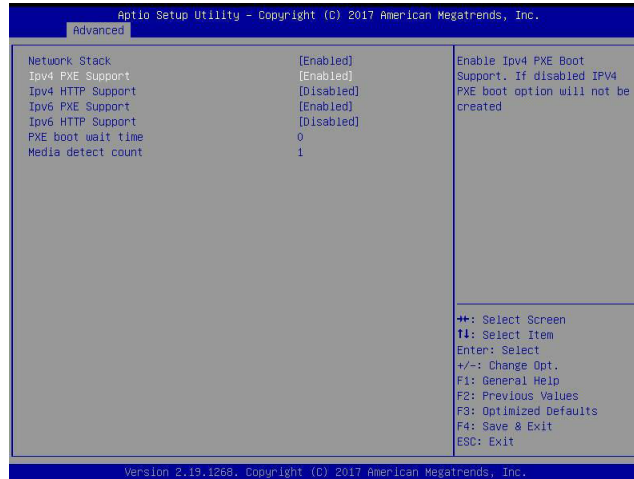 Aptio Setup Utility – Copyright (C) 2017 American Megatrends, Inc.
Advanced
Network Stack [Enabled]
Ipv4 PXE Support [Enabled]
Ipv4 HTTP Support [Disabled]
Ipv6 PXE Support [Enabled]
Ipv6 HTTP Support [Disabled]
PXE boot wait time 0
Media detect count 1
Enable Ipv4 PXE Boot
Support. If disabled IPV4
PXE boot option will not be
created
→←: Select Screen
↑↓: Select Item
Enter: Select
+/-: Change Opt.
F1: General Help
F2: Previous Values
F3: Optimized Defaults
F4: Save & Exit
ESC: Exit
Version 2.19.1268. Copyright (C) 2017 American Megatrends, Inc.